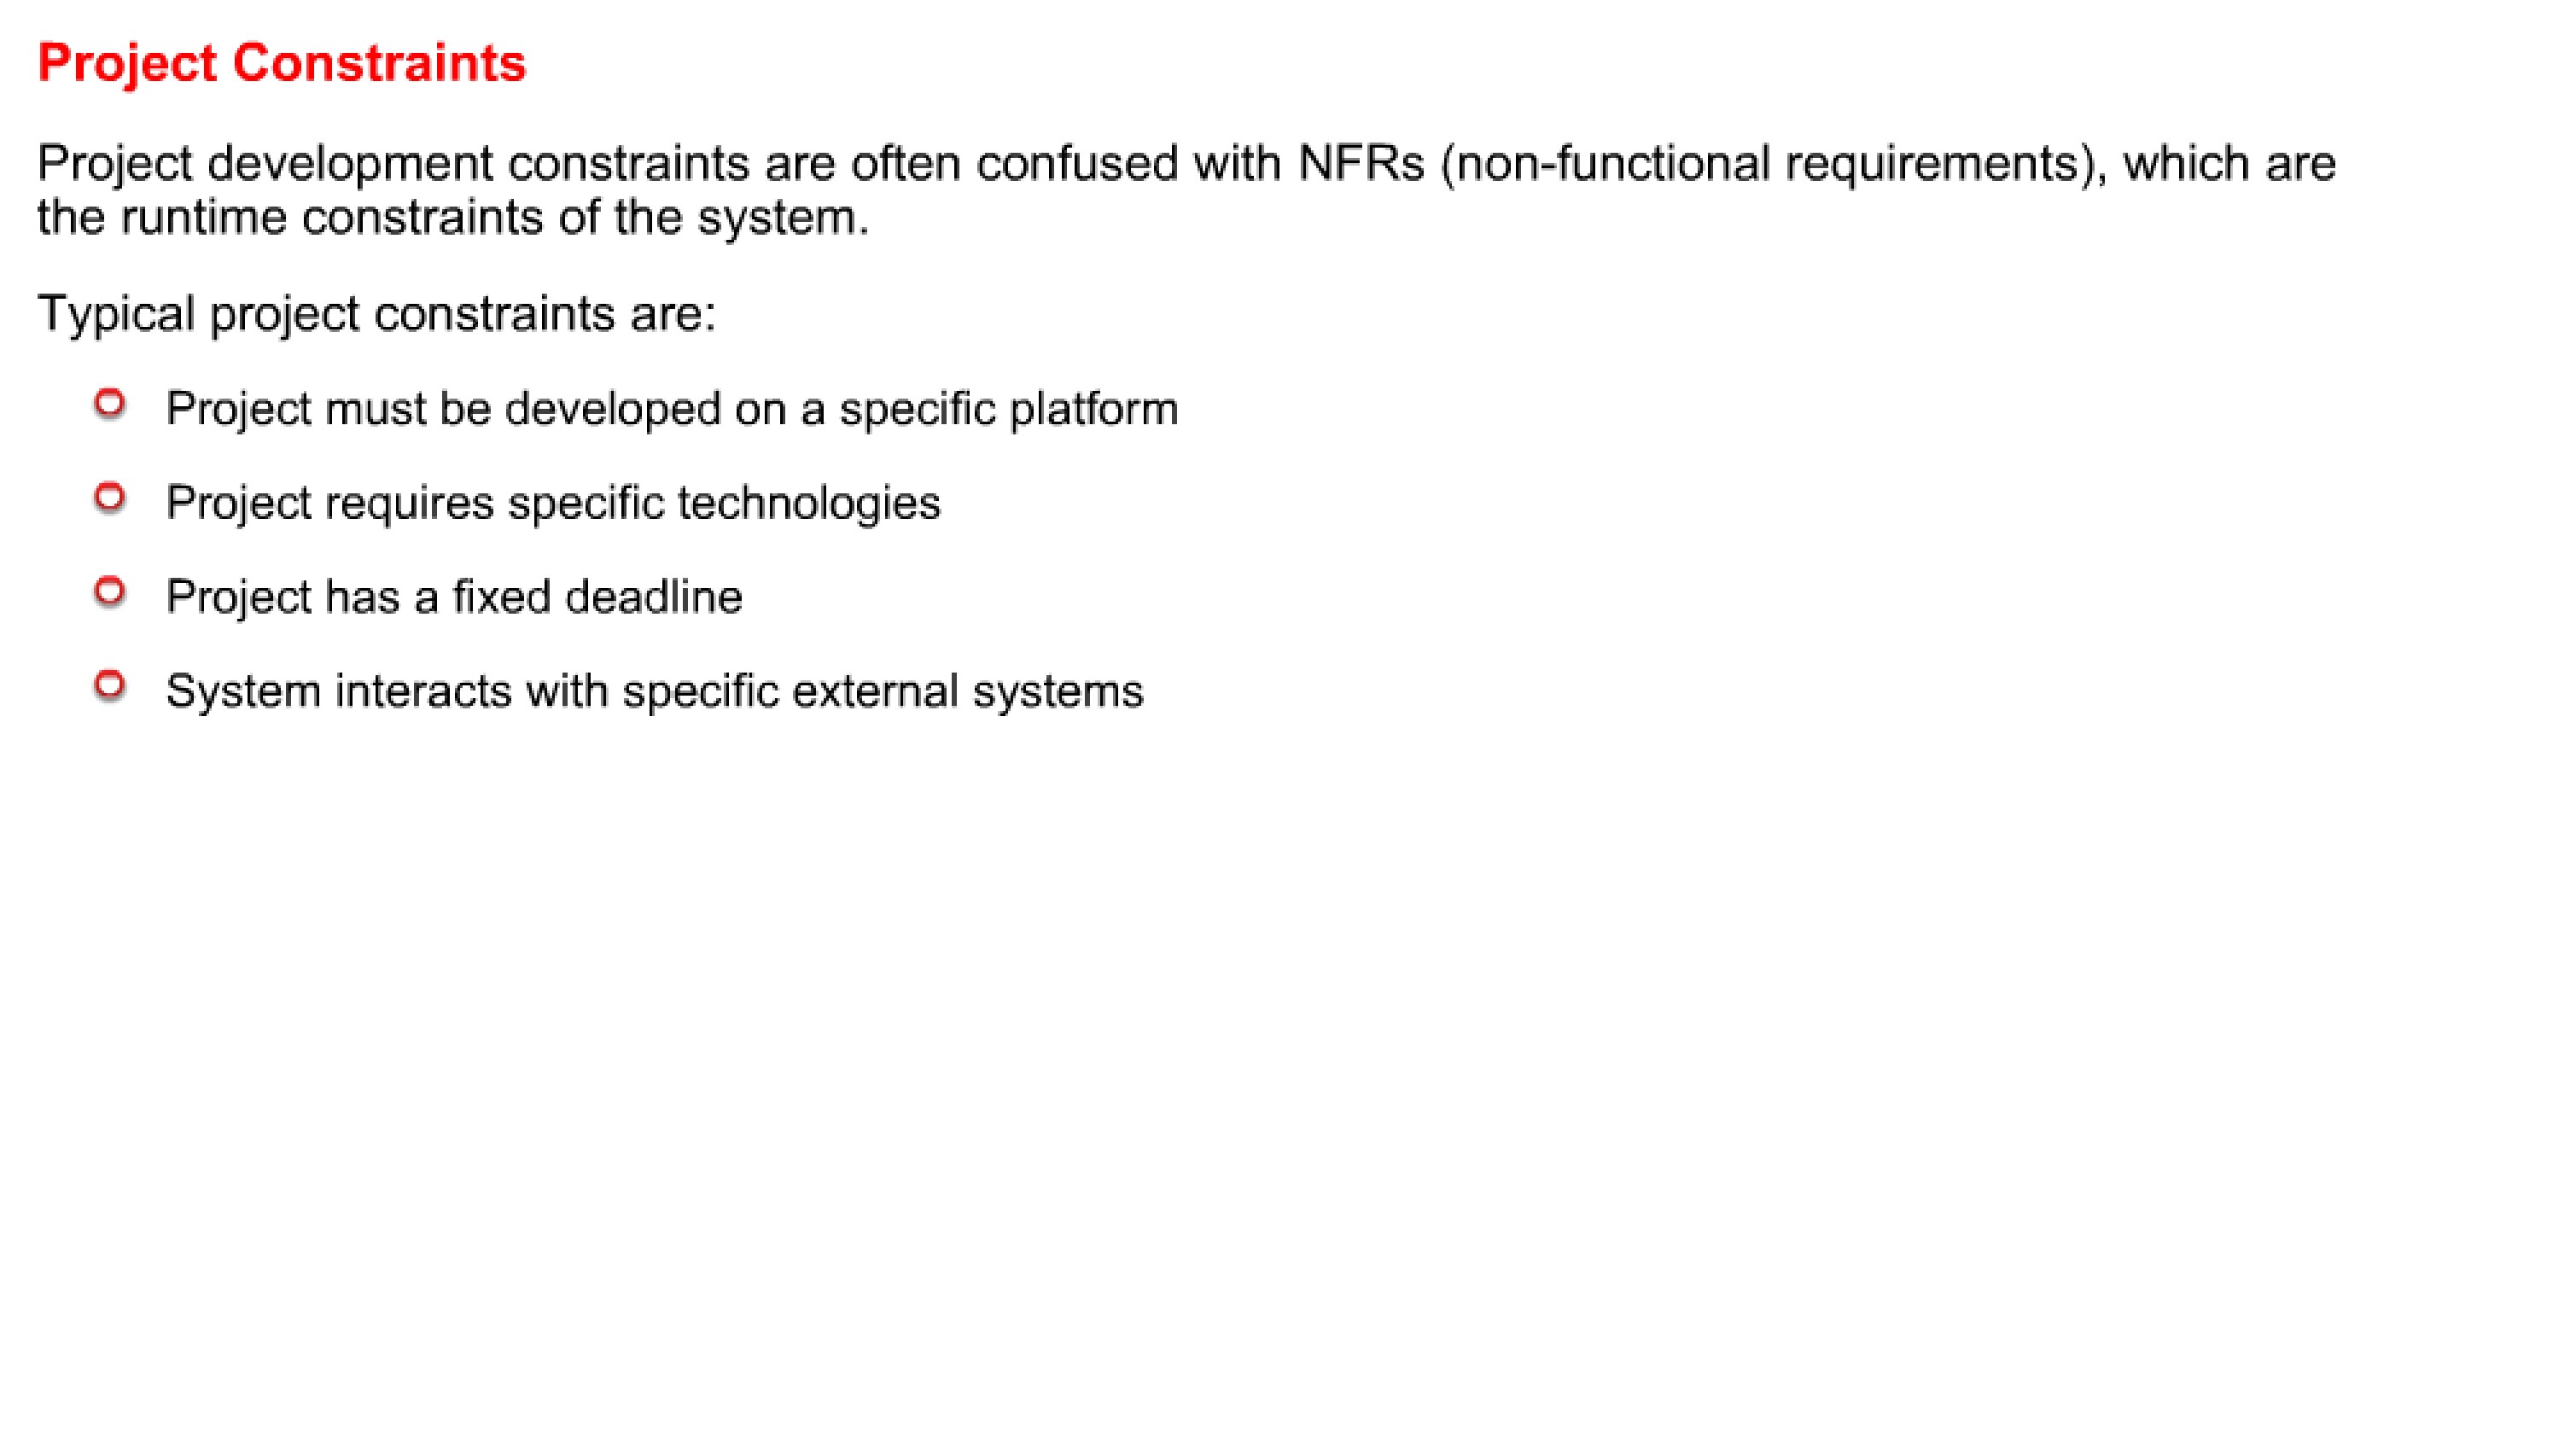 Project Constraints
Project development constraints are often confused with NFRs (non-functional requirements), which are
the runtime constraints of the system.
Typical project constraints are:
Project must be developed on a specific platform
Project requires specific technologies
Project has a fixed deadline
System interacts with specific external systems